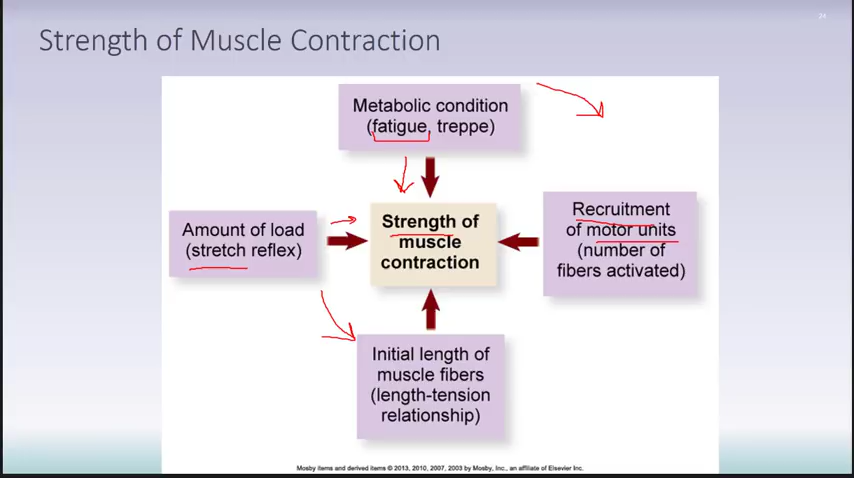 24
Strength of Muscle Contraction
Metabolic condition
(fatigue, treppe)
Amount of load
(stretch reflex)
Strength of
muscle
contraction
Recruitment
of motor units
(number of
fibers activated)
Initial length of
muscle fibers
(length-tension
relationship)
Mosby items and derived items © 2013, 2010, 2007, 2003 by Mosby, Inc., an affiliate of Elsevier Inc.